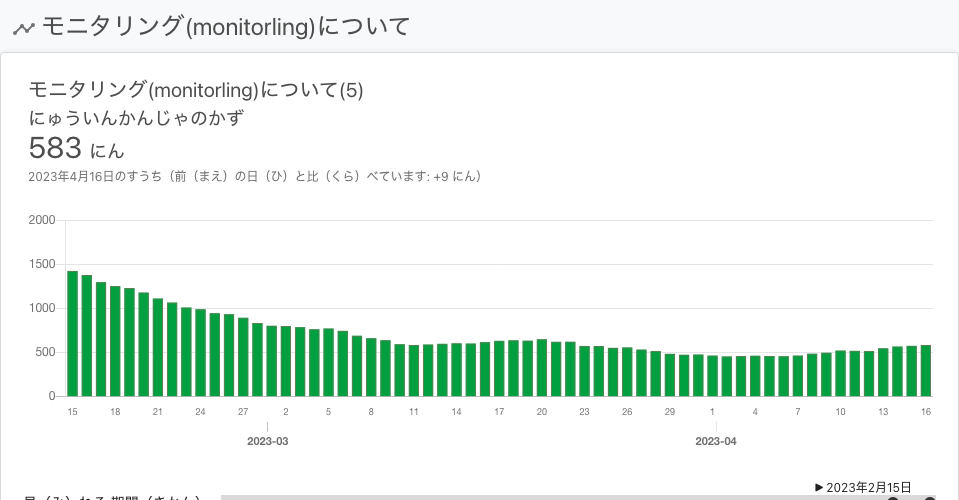 モニタリング(monitorling)について
モニタリング(monitorling)について(5)
にゅういんかんじゃのかず
583 にん
2023年4月16日のすうち（前（まえ）の日（ひ）と比（くら）べています: +9 にん）
2000
1500
1000
500
0
15 18 21 24 27 2 5 8 11 14 17 20 23 26 29 1 4 7 10 13 16
2023-03 2023-04
▶ 2023年2月15日